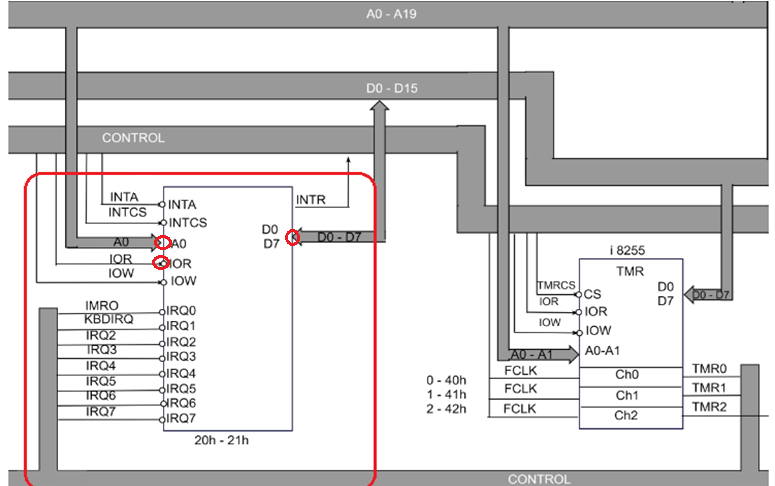 A0 - A19
D0 - D15
CONTROL
INTA
INTCS
A0
IOR
IOW
INTA
INTCS
A0
IOR
IOW
INTR
D0
D7
D0 - D7
IMRO
KBDIRQ
IRQ2
IRQ3
IRQ4
IRQ5
IRQ6
IRQ7
IRQ0
IRQ1
IRQ2
IRQ3
IRQ4
IRQ5
IRQ6
IRQ7
20h - 21h
i 8255
TMR
TMRCS
IOR
IOW
A0 - A1
CS
IOR
IOW
A0-A1
D0
D7
D0 - D7
0 - 40h
1 - 41h
2 - 42h
FCLK
FCLK
FCLK
Ch0
Ch1
Ch2
TMR0
TMR1
TMR2
CONTROL